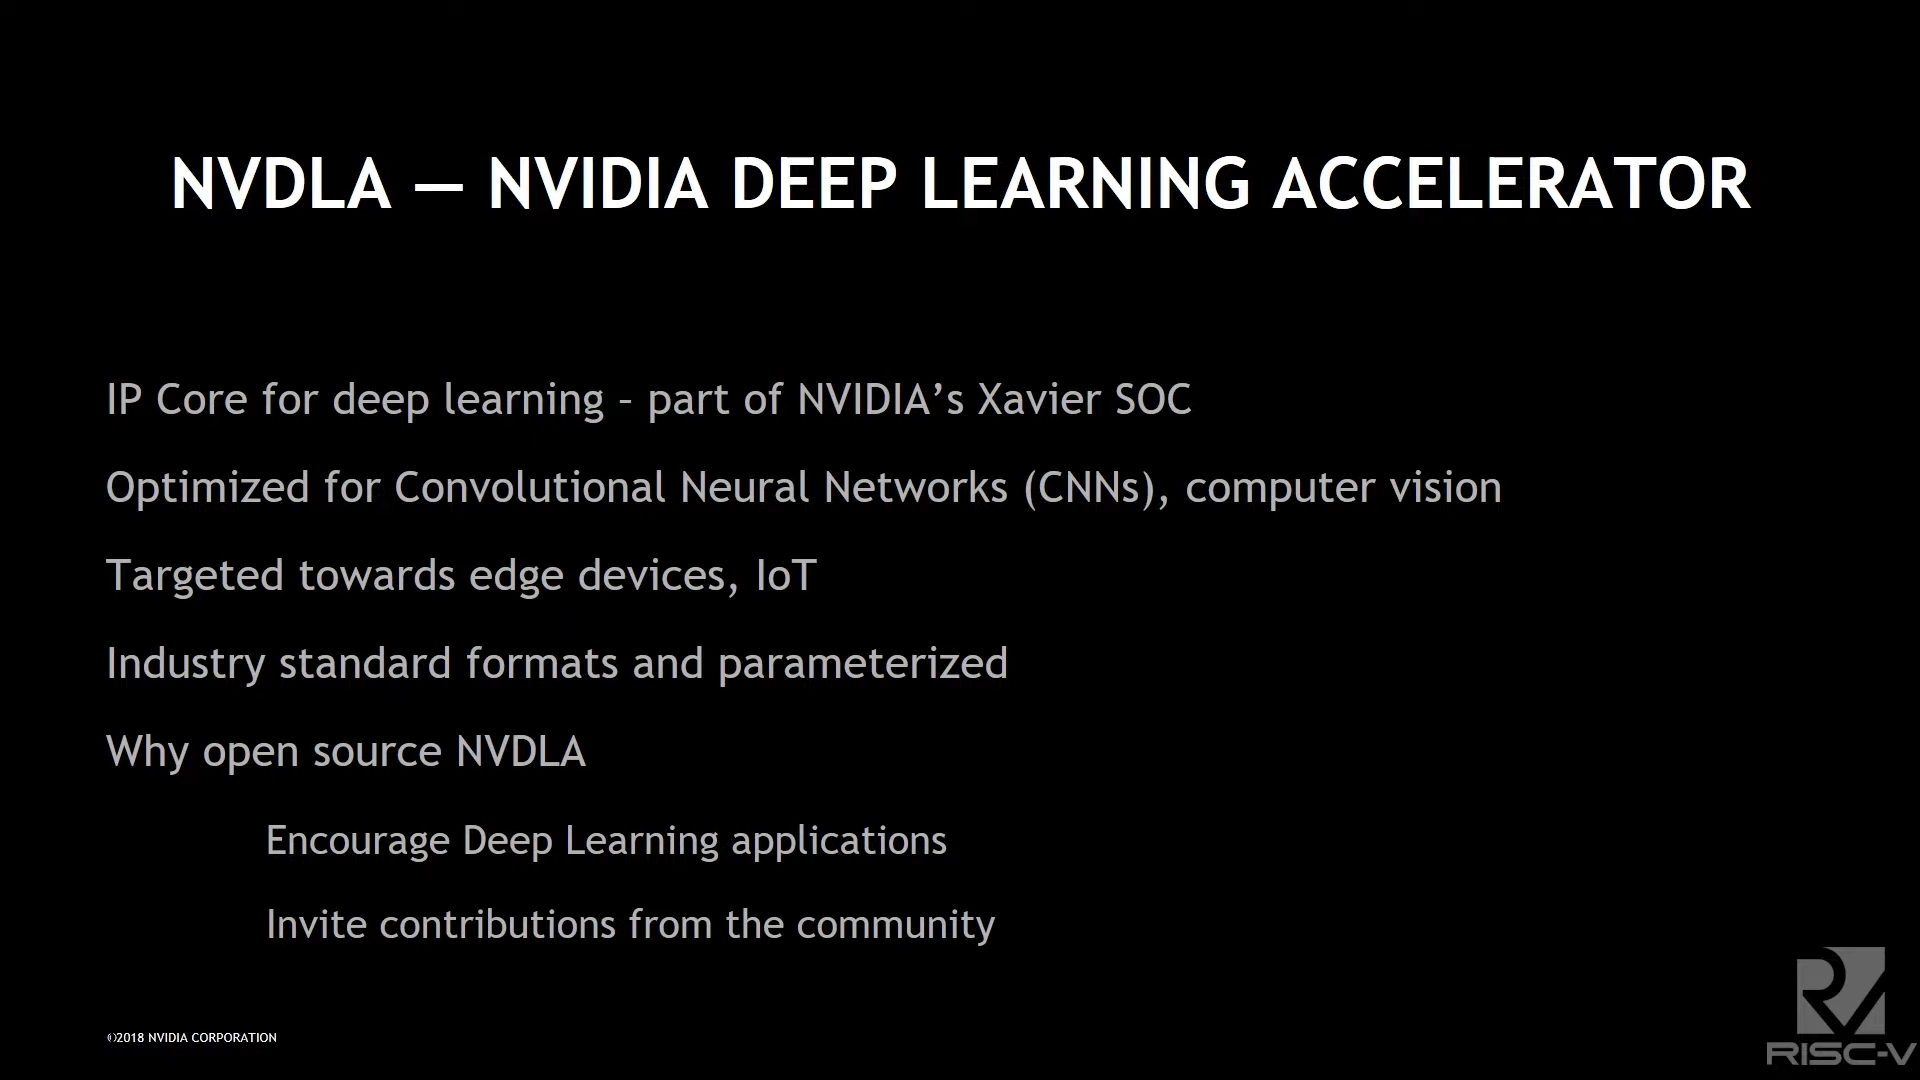 NVDLA — NVIDIA DEEP LEARNING ACCELERATOR
IP Core for deep learning – part of NVIDIA’s Xavier SOC
Optimized for Convolutional Neural Networks (CNNs), computer vision
Targeted towards edge devices, IoT
Industry standard formats and parameterized
Why open source NVDLA
Encourage Deep Learning applications
Invite contributions from the community
©2018 NVIDIA CORPORATION
RISC-V